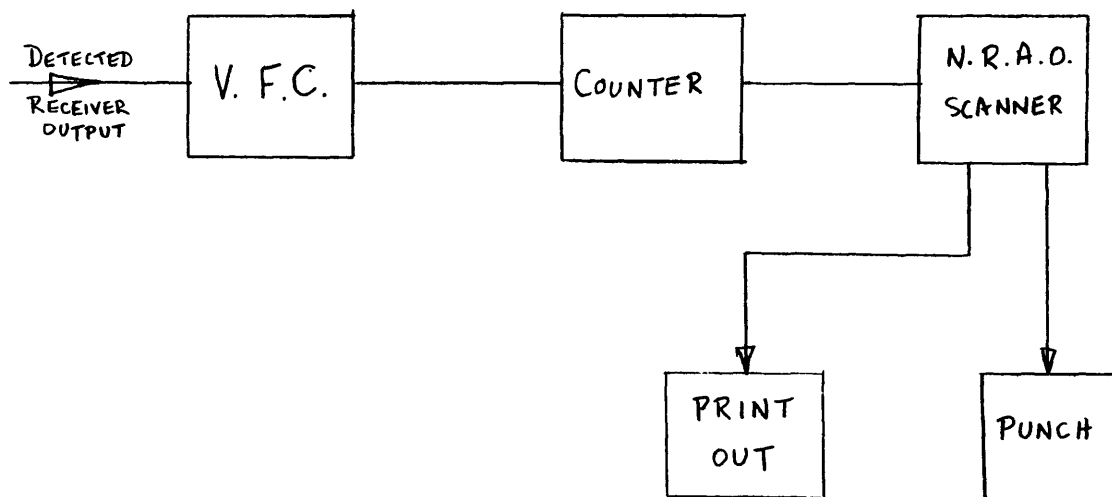 DETECTED
RECEIVER
OUTPUT
V. F.C.
COUNTER
N.R.A.O.
SCANNER
PRINT
OUT
PUNCH